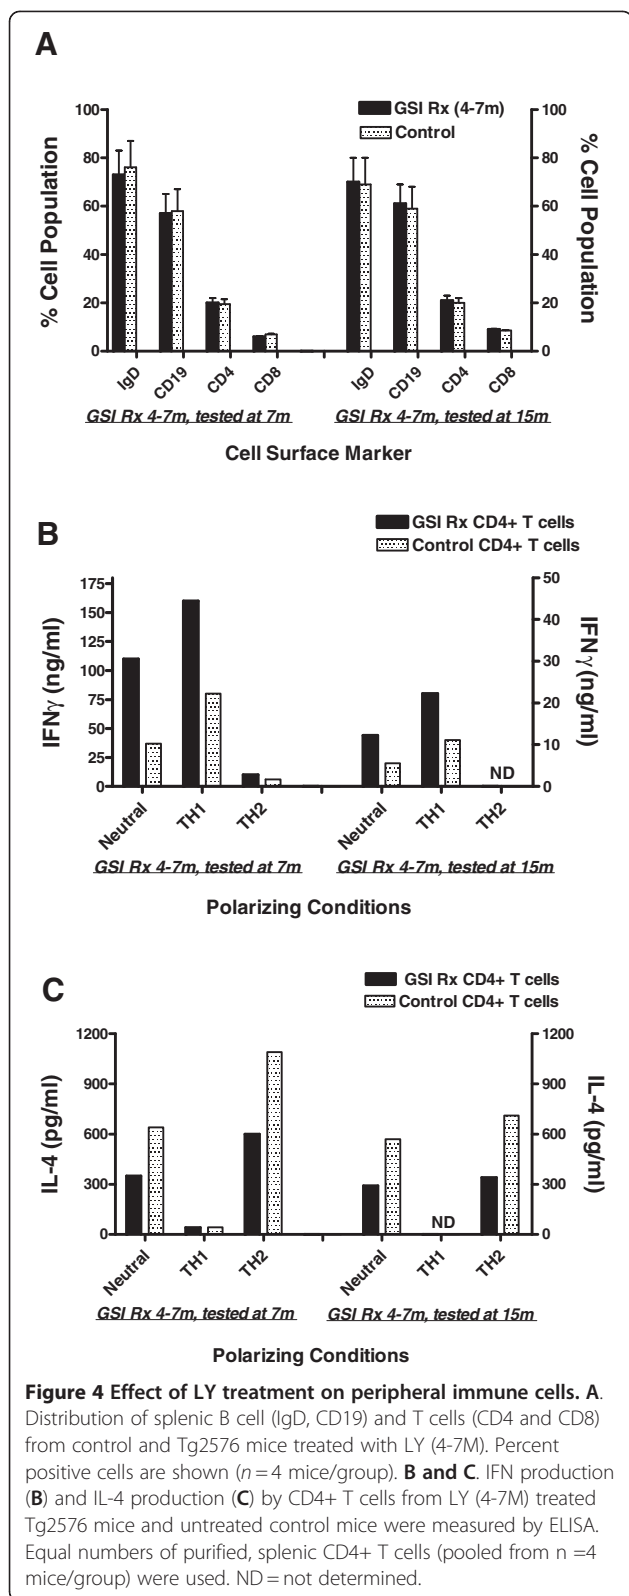 A
GSI Rx (4-7m)
Control
% Cell Population
100
80
60
40
20
0
100
80
60
40
20
0
% Cell Population
IgD
CD19
CD4
CD8
IgD
CD19
CD4
CD8
GSI Rx 4-7m, tested at 7m
GSI Rx 4-7m, tested at 15m
Cell Surface Marker
B
GSI Rx CD4+ T cells
Control CD4+ T cells
IFNγ (ng/ml)
175
150
125
100
75
50
25
0
50
40
30
20
10
0
IFNγ (ng/ml)
ND
Neutral
TH1
TH2
Neutral
TH1
TH2
GSI Rx 4-7m, tested at 7m
GSI Rx 4-7m, tested at 15m
Polarizing Conditions
C
GSI Rx CD4+ T cells
Control CD4+ T cells
IL-4 (pg/ml)
1200
900
600
300
0
1200
900
600
300
0
IL-4 (pg/ml)
ND
Neutral
TH1
TH2
Neutral
TH1
TH2
GSI Rx 4-7m, tested at 7m
GSI Rx 4-7m, tested at 15m
Polarizing Conditions
Figure 4 Effect of LY treatment on peripheral immune cells. A.
Distribution of splenic B cell (IgD, CD19) and T cells (CD4 and CD8)
from control and Tg2576 mice treated with LY (4-7M). Percent
positive cells are shown (n = 4 mice/group). B and C. IFN production
(B) and IL-4 production (C) by CD4+ T cells from LY (4-7M) treated
Tg2576 mice and untreated control mice were measured by ELISA.
Equal numbers of purified, splenic CD4+ T cells (pooled from n =4
mice/group) were used. ND = not determined.